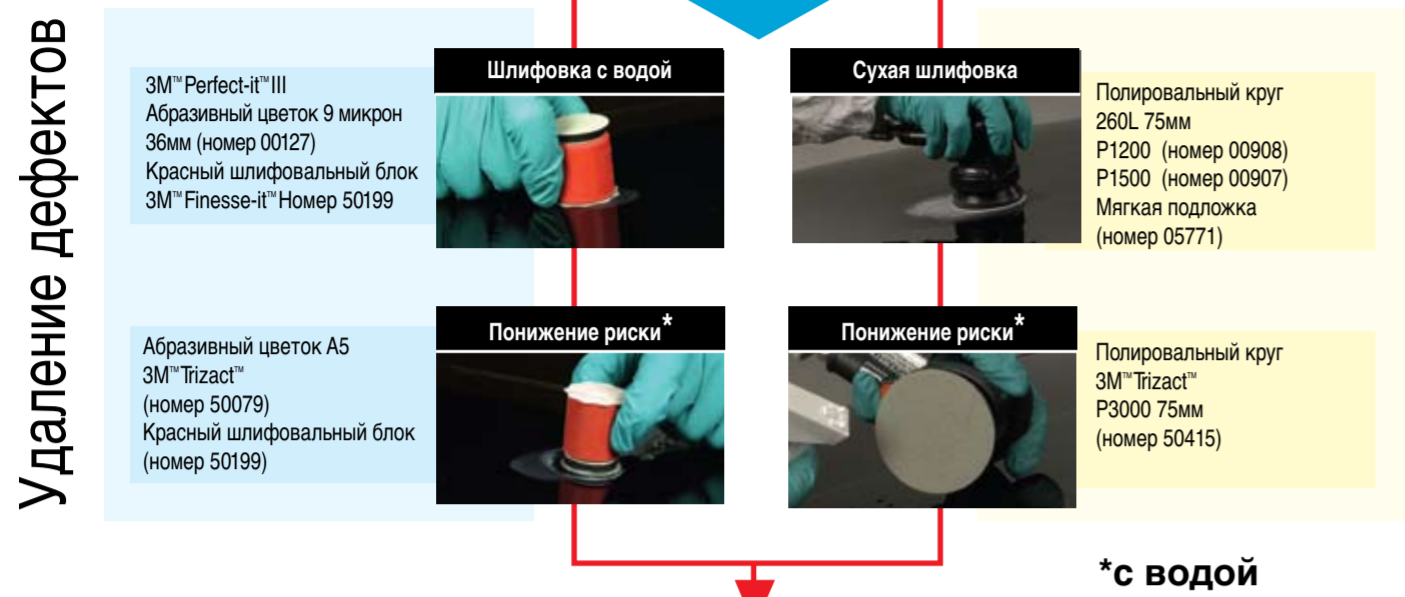 Удаление дефектов
Шлифовка с водой
3M™ Perfect-it™ III
Абразивный цветок 9 микрон
36мм (номер 00127)
Красный шлифовальный блок
3M™ Finesse-it™ Номер 50199
Сухая шлифовка
Полировальный круг
260L 75мм
P1200 (номер 00908)
P1500 (номер 00907)
Мягкая подложка
(номер 05771)
Понижение риски*
Абразивный цветок А5
3M™ Trizact™
(номер 50079)
Красный шлифовальный блок
(номер 50199)
Понижение риски*
Полировальный круг
3M™ Trizact™
P3000 75мм
(номер 50415)
*с водой